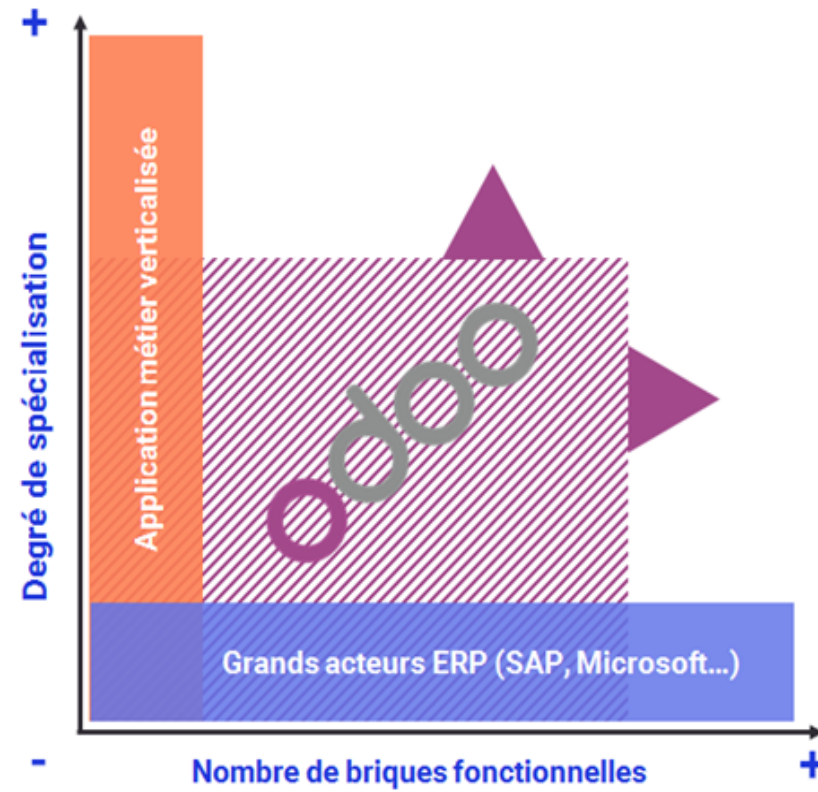 +
Degré de spécialisation
Application métier verticalisée
odoo
Grands acteurs ERP (SAP, Microsoft...)
-
Nombre de briques fonctionnelles
+